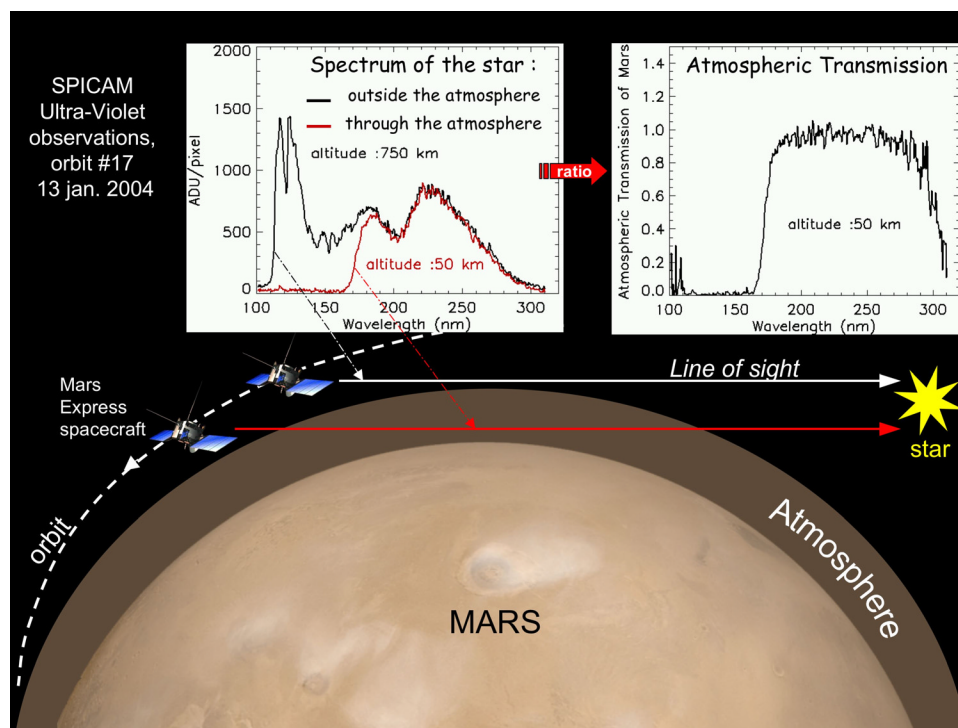 SPICAM
Ultra-Violet
observations,
orbit #17
13 jan. 2004
2000
1500
1000
500
0
ADU/pixel
100
150
200
250
300
Wavelength (nm)
Spectrum of the star :
outside the atmosphere
through the atmosphere
altitude :750 km
altitude :50 km
ratio
Atmospheric Transmission of Mars
1.4
1.2
1.0
0.8
0.6
0.4
0.2
0.0
100
150
200
250
300
Wavelength (nm)
Atmospheric Transmission
altitude :50 km
Mars
Express
spacecraft
Line of sight
star
orbit
Atmosphere
MARS